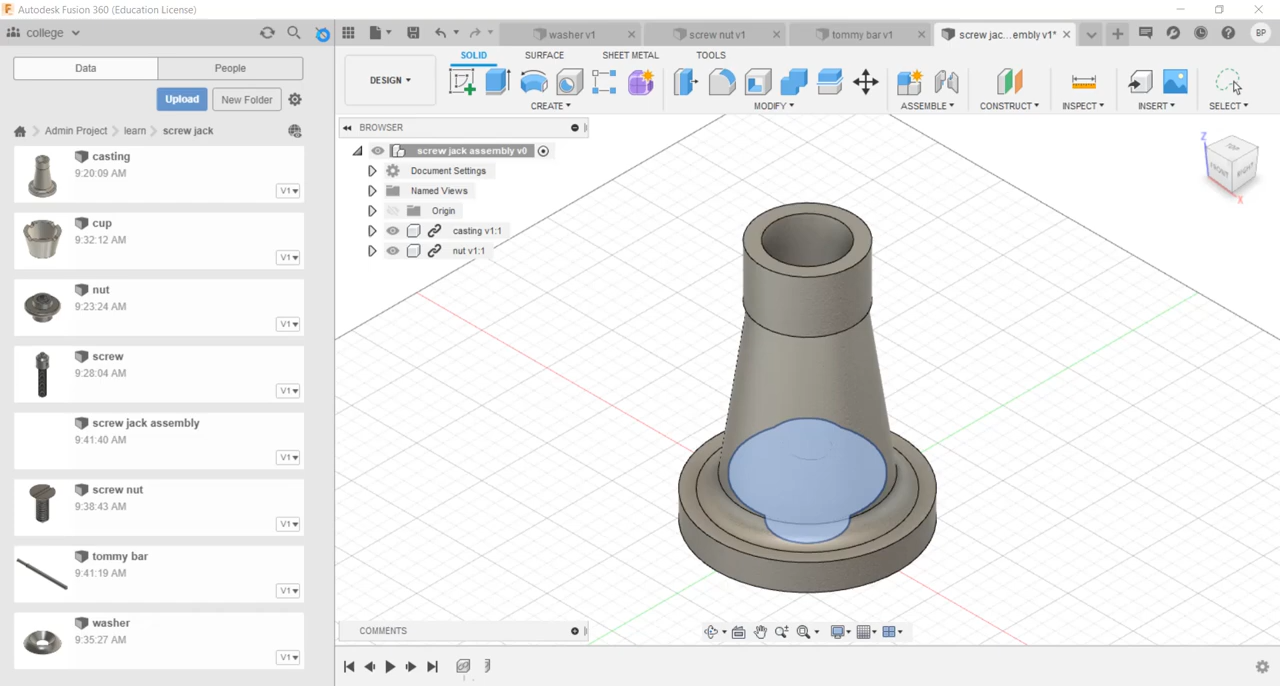 Autodesk Fusion 360 (Education License)
college
washer v1
screw nut v1
tommy bar v1
screw jac...embly v1*
BP
Data
People
DESIGN
SOLID
SURFACE
SHEET METAL
TOOLS
CREATE
MODIFY
ASSEMBLE
CONSTRUCT
INSPECT
INSERT
SELECT
Upload
New Folder
Admin Project
learn
screw jack
BROWSER
screw jack assembly v0
Document Settings
Named Views
Origin
casting v1:1
nut v1:1
casting
9:20:09 AM
V1
cup
9:32:12 AM
V1
nut
9:23:24 AM
V1
screw
9:28:04 AM
V1
screw jack assembly
9:41:40 AM
V1
screw nut
9:38:43 AM
V1
tommy bar
9:41:19 AM
V1
washer
9:35:27 AM
V1
Z
TOP
FRONT
RIGHT
X
COMMENTS